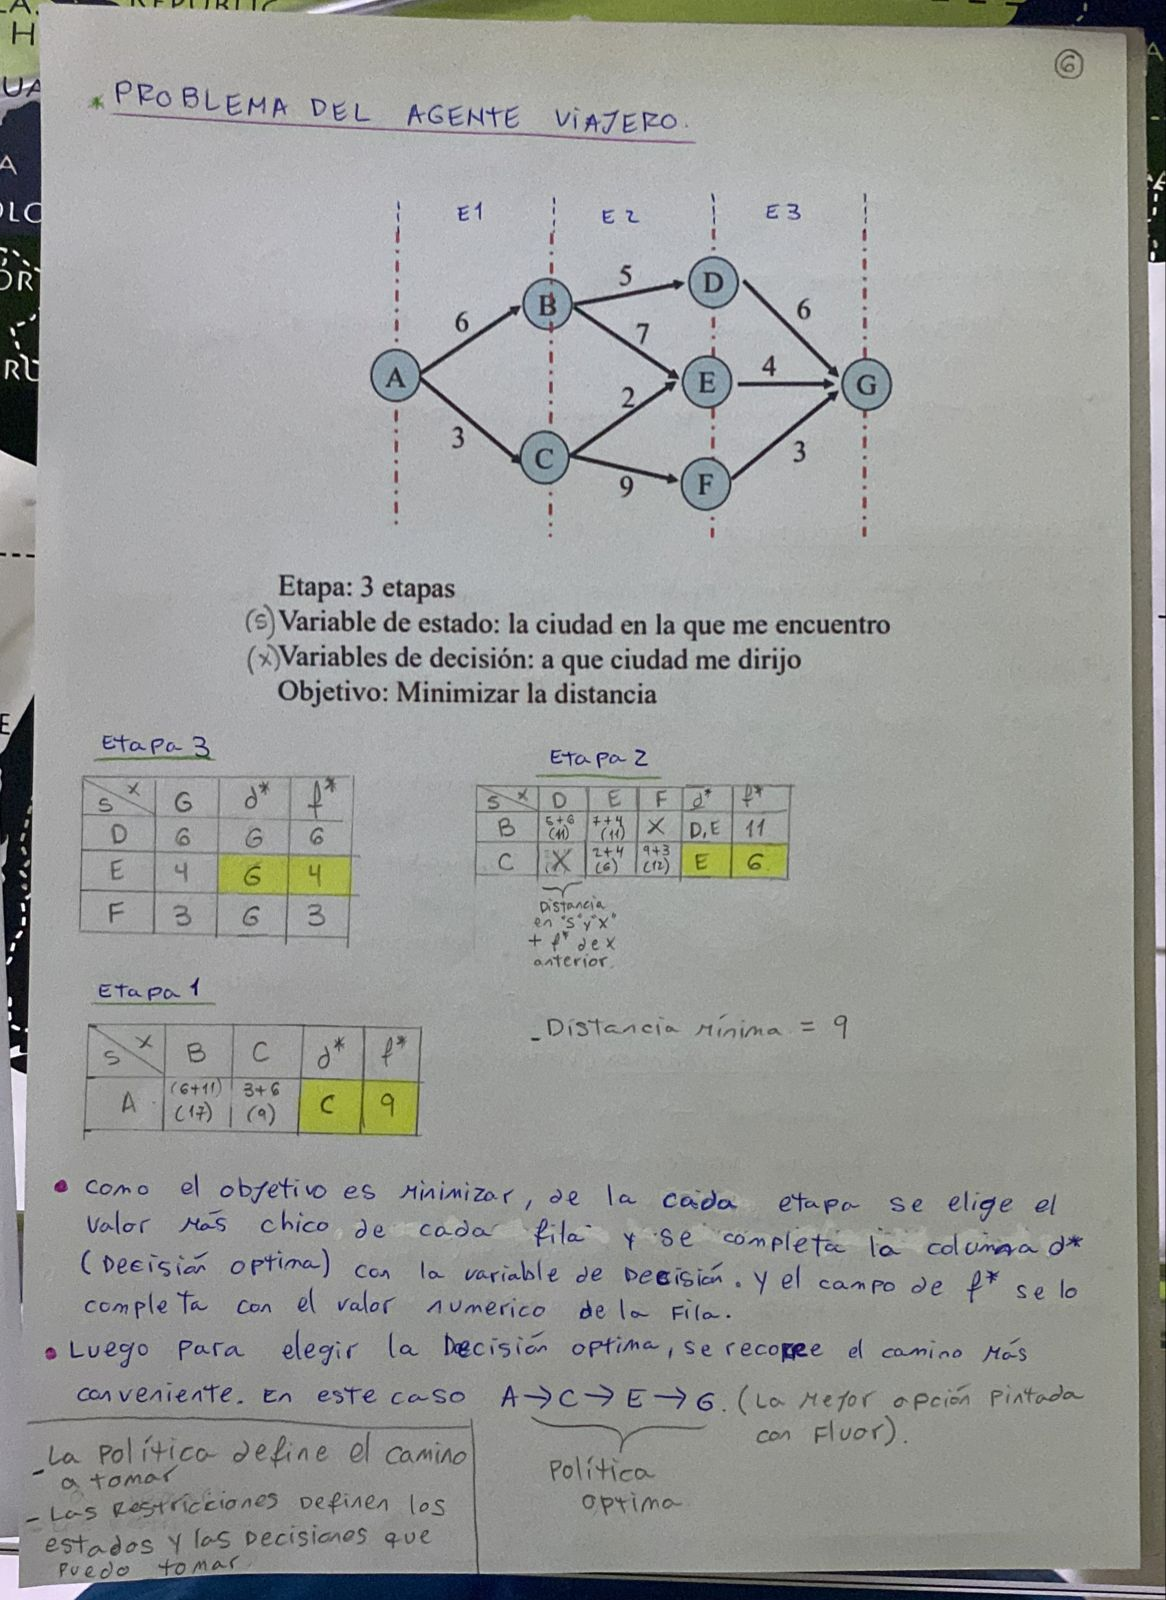 REPUBLIC
6
* PROBLEMA DEL AGENTE VIAJERO.
E1 E2 E3
5 D
B 6
6 7
A E 4 G
2
3 C 3
9 F
Etapa: 3 etapas
(s) Variable de estado: la ciudad en la que me encuentro
(x) Variables de decisión: a que ciudad me dirijo
Objetivo: Minimizar la distancia
Etapa 3
s x G d* f*
D 6 G 6
E 4 G 4
F 3 G 3
Etapa 2
s x D E F d* f*
B 5+6 (11) 7+4 (11) X D,E 11
C X 2+4 (6) 9+3 (12) E 6
Distancia
en "s" y "x"
+ f* de x
anterior.
Etapa 1
s x B C d* f*
A (6+11) (17) 3+6 (9) C 9
- Distancia mínima = 9
• como el objetivo es minimizar, de la cada etapa se elige el
valor más chico de cada fila y se completa la columna d*
(Decisión optima) con la variable de Decisión. Y el campo de f* se lo
completa con el valor numerico de la Fila.
• Luego para elegir la Decisión optima, se recorre el camino más
conveniente. En este caso A→C→E→G. (La mejor opción pintada
con Fluor).
Política
optima
- La política define el camino
a tomar
- Las Restricciones Definen los
estados y las Decisiones que
puedo tomar.